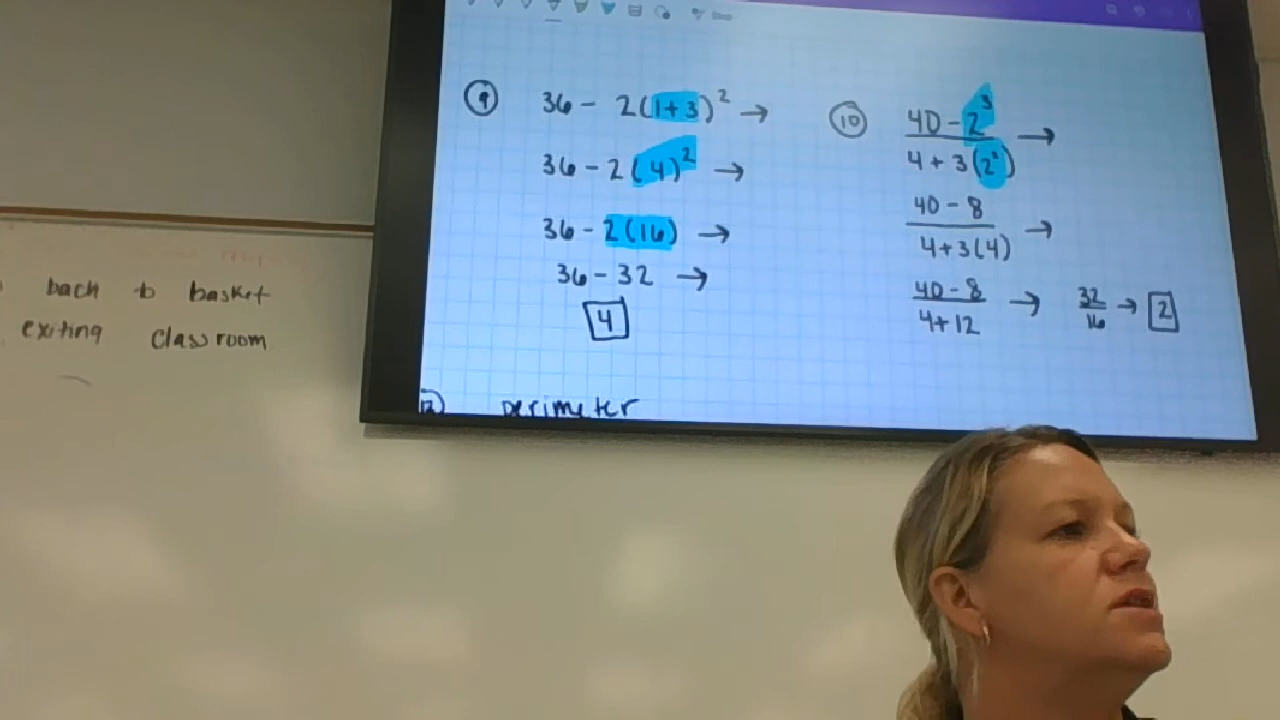 back to basket
exiting classroom
9 36 - 2(1+3)² →
36 - 2(4)² →
36 - 2(16) →
36 - 32 →
4
10 40 - 2³ / 4 + 3(2²) →
40 - 8 / 4 + 3(4) →
40 - 8 / 4 + 12 → 32/16 → 2
12 perimeter